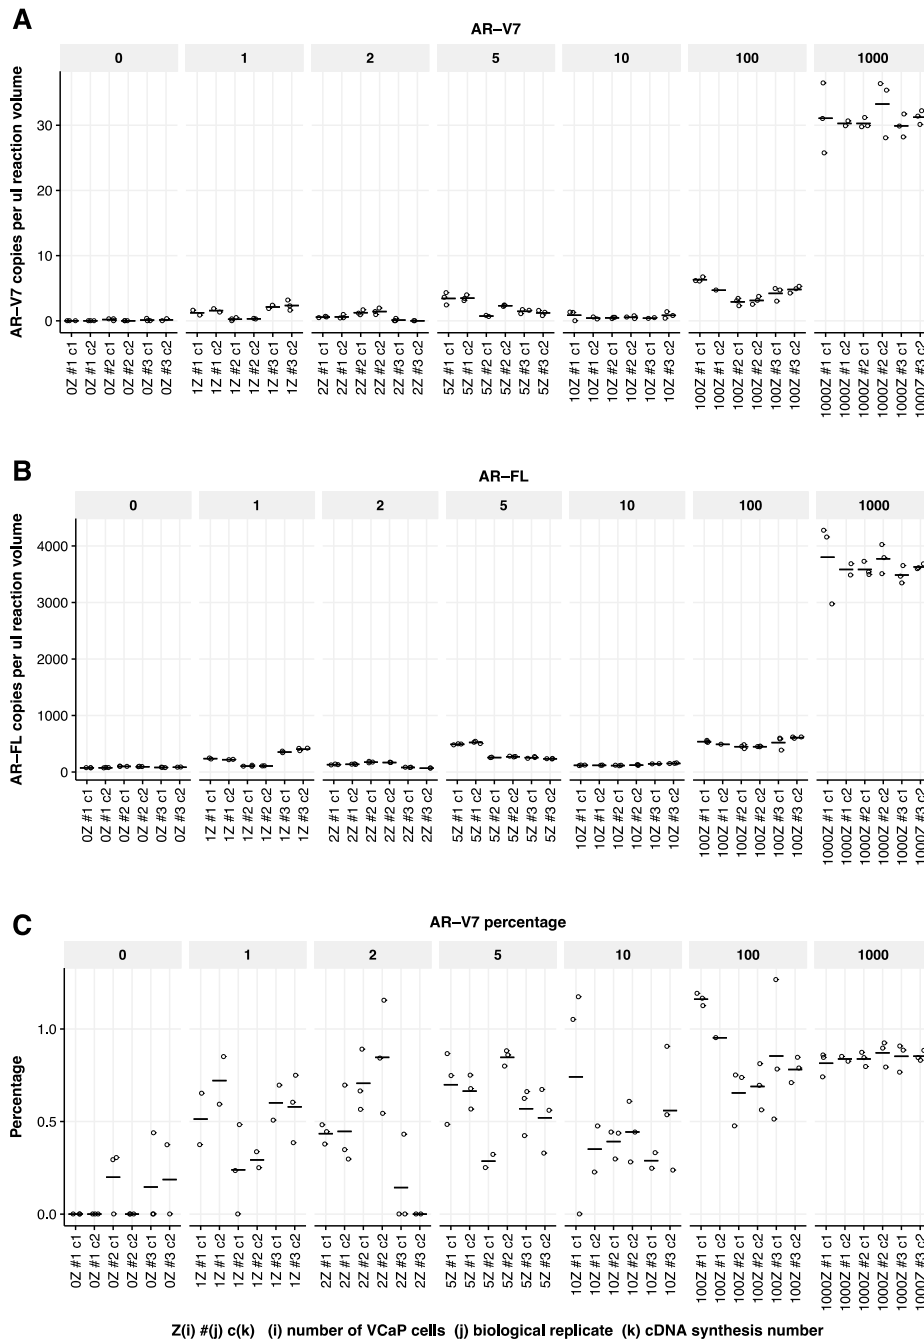 A
AR–V7
0 1 2 5 10 100 1000
AR–V7 copies per ul reaction volume
30
20
10
0
0Z #1 c1 0Z #1 c2 0Z #2 c1 0Z #2 c2 0Z #3 c1 0Z #3 c2 1Z #1 c1 1Z #1 c2 1Z #2 c1 1Z #2 c2 1Z #3 c1 1Z #3 c2 2Z #1 c1 2Z #1 c2 2Z #2 c1 2Z #2 c2 2Z #3 c1 2Z #3 c2 5Z #1 c1 5Z #1 c2 5Z #2 c1 5Z #2 c2 5Z #3 c1 5Z #3 c2 10Z #1 c1 10Z #1 c2 10Z #2 c1 10Z #2 c2 10Z #3 c1 10Z #3 c2 100Z #1 c1 100Z #1 c2 100Z #2 c1 100Z #2 c2 100Z #3 c1 100Z #3 c2 1000Z #1 c1 1000Z #1 c2 1000Z #2 c1 1000Z #2 c2 1000Z #3 c1 1000Z #3 c2
B
AR–FL
0 1 2 5 10 100 1000
AR–FL copies per ul reaction volume
4000
3000
2000
1000
0
0Z #1 c1 0Z #1 c2 0Z #2 c1 0Z #2 c2 0Z #3 c1 0Z #3 c2 1Z #1 c1 1Z #1 c2 1Z #2 c1 1Z #2 c2 1Z #3 c1 1Z #3 c2 2Z #1 c1 2Z #1 c2 2Z #2 c1 2Z #2 c2 2Z #3 c1 2Z #3 c2 5Z #1 c1 5Z #1 c2 5Z #2 c1 5Z #2 c2 5Z #3 c1 5Z #3 c2 10Z #1 c1 10Z #1 c2 10Z #2 c1 10Z #2 c2 10Z #3 c1 10Z #3 c2 100Z #1 c1 100Z #1 c2 100Z #2 c1 100Z #2 c2 100Z #3 c1 100Z #3 c2 1000Z #1 c1 1000Z #1 c2 1000Z #2 c1 1000Z #2 c2 1000Z #3 c1 1000Z #3 c2
C
AR–V7 percentage
0 1 2 5 10 100 1000
Percentage
1.0
0.5
0.0
0Z #1 c1 0Z #1 c2 0Z #2 c1 0Z #2 c2 0Z #3 c1 0Z #3 c2 1Z #1 c1 1Z #1 c2 1Z #2 c1 1Z #2 c2 1Z #3 c1 1Z #3 c2 2Z #1 c1 2Z #1 c2 2Z #2 c1 2Z #2 c2 2Z #3 c1 2Z #3 c2 5Z #1 c1 5Z #1 c2 5Z #2 c1 5Z #2 c2 5Z #3 c1 5Z #3 c2 10Z #1 c1 10Z #1 c2 10Z #2 c1 10Z #2 c2 10Z #3 c1 10Z #3 c2 100Z #1 c1 100Z #1 c2 100Z #2 c1 100Z #2 c2 100Z #3 c1 100Z #3 c2 1000Z #1 c1 1000Z #1 c2 1000Z #2 c1 1000Z #2 c2 1000Z #3 c1 1000Z #3 c2
Z(i) #(j) c(k) (i) number of VCaP cells (j) biological replicate (k) cDNA synthesis number